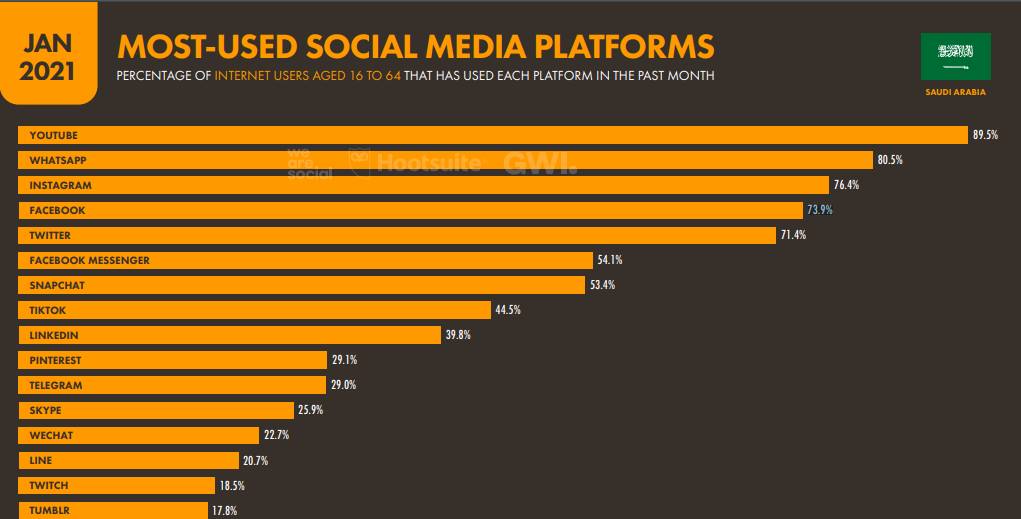 JAN
2021
MOST-USED SOCIAL MEDIA PLATFORMS
PERCENTAGE OF INTERNET USERS AGED 16 TO 64 THAT HAS USED EACH PLATFORM IN THE PAST MONTH
SAUDI ARABIA
YOUTUBE 89.5%
we
are
social
Hootsuite
GWI.
WHATSAPP 80.5%
INSTAGRAM 76.4%
FACEBOOK 73.9%
TWITTER 71.4%
FACEBOOK MESSENGER 54.1%
SNAPCHAT 53.4%
TIKTOK 44.5%
LINKEDIN 39.8%
PINTEREST 29.1%
TELEGRAM 29.0%
SKYPE 25.9%
WECHAT 22.7%
LINE 20.7%
TWITCH 18.5%
TUMBLR 17.8%